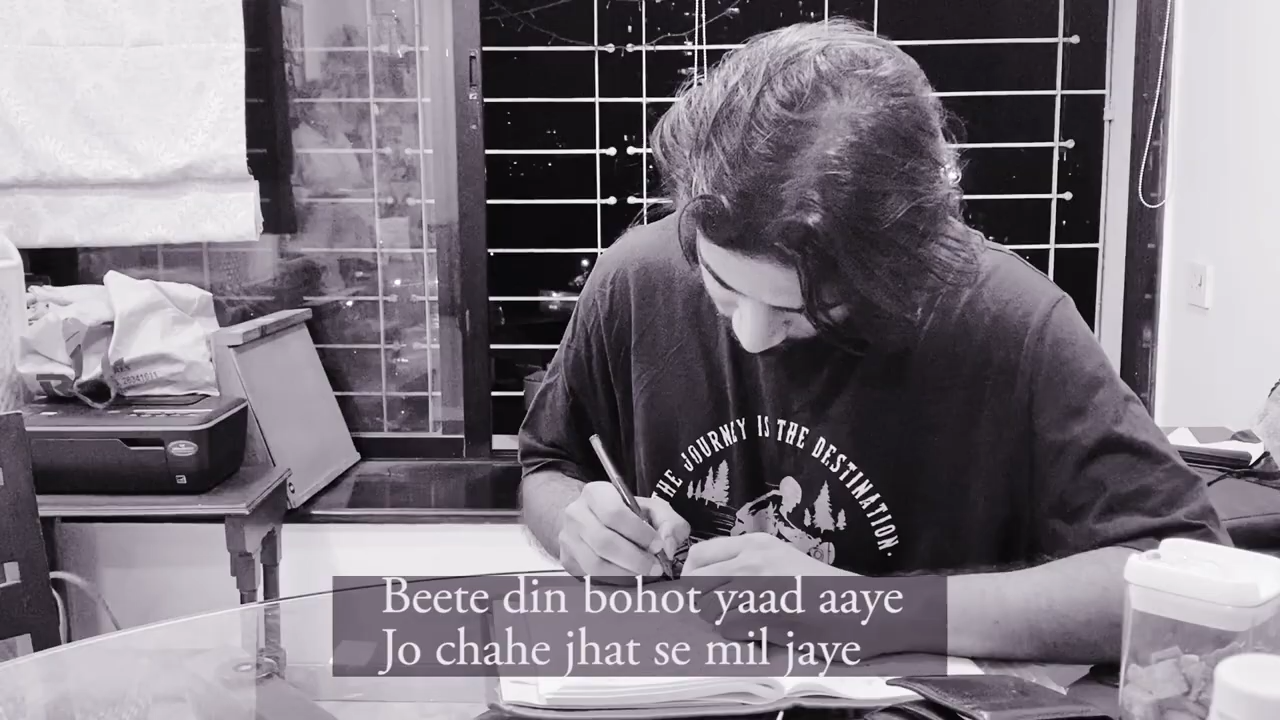 THE JOURNEY IS THE DESTINATION.
Beete din bohot yaad aaye
Jo chahe jhat se mil jaye